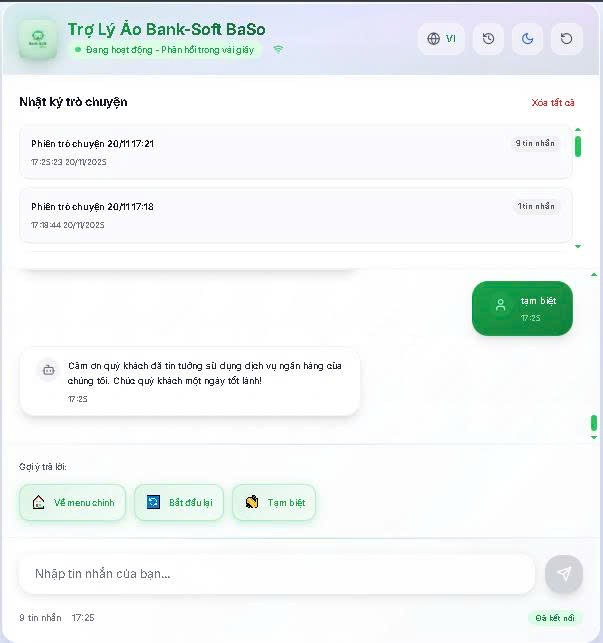 Trợ Lý Ảo Bank-Soft BaSo
Đang hoạt động - Phản hồi trong vài giây
VI
Nhật ký trò chuyện
Xóa tất cả
Phiên trò chuyện 20/11 17:21
9 tin nhắn
17:25:23 20/11/2025
Phiên trò chuyện 20/11 17:18
1 tin nhắn
17:18:44 20/11/2025
tạm biệt
17:25
Cảm ơn quý khách đã tin tưởng sử dụng dịch vụ ngân hàng của
chúng tôi. Chúc quý khách một ngày tốt lành!
17:25
Gợi ý trả lời:
Về menu chính
Bắt đầu lại
Tạm biệt
Nhập tin nhắn của bạn...
9 tin nhắn
17:25
Đã kết nối